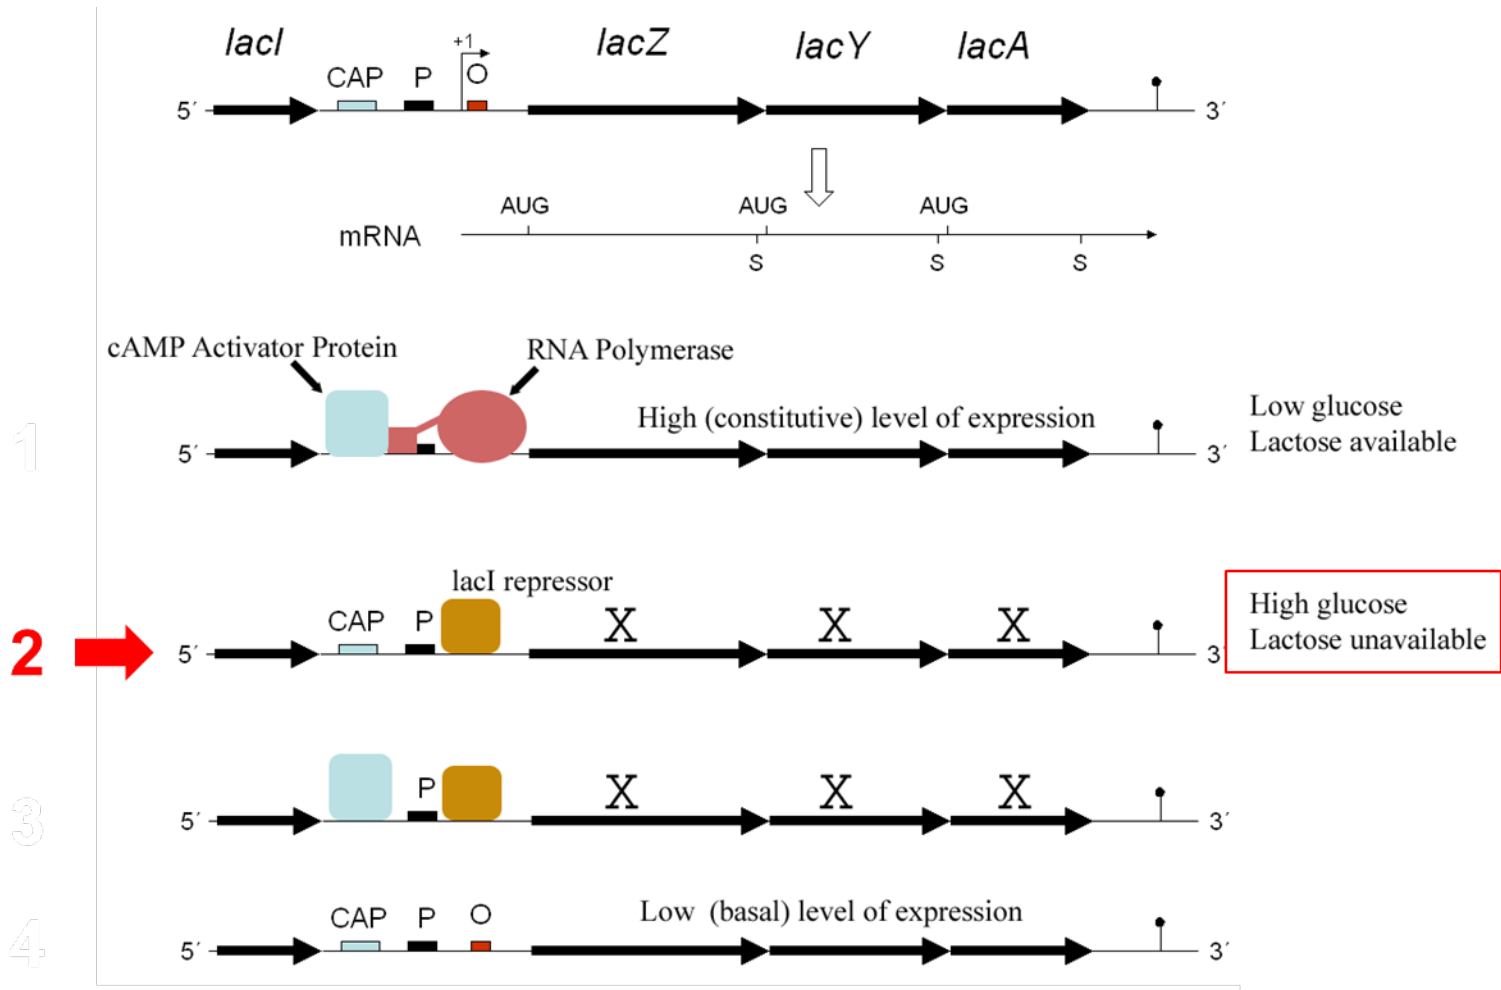 lacI lacZ lacY lacA
+1
CAP P O
5´ 3´
AUG AUG AUG
mRNA
S S S
cAMP Activator Protein
RNA Polymerase
1
High (constitutive) level of expression
Low glucose
Lactose available
5´ 3´
lacI repressor
2
CAP P X X X
High glucose
Lactose unavailable
5´ 3´
3
P X X X
5´ 3´
4
CAP P O
Low (basal) level of expression
5´ 3´